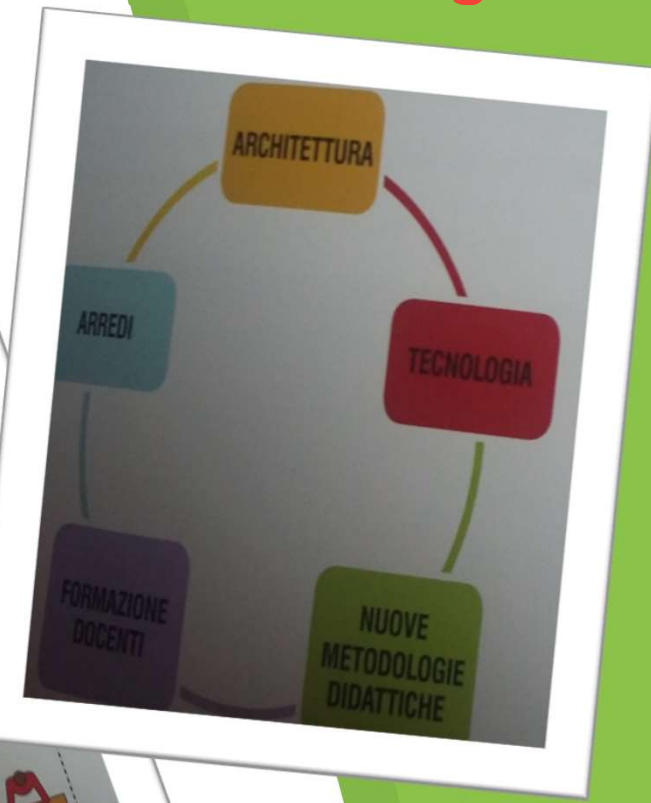 ARCHITETTURA
TECNOLOGIA
ARREDI
NUOVE
METODOLOGIE
DIDATTICHE
FORMAZIONE
DOCENTI